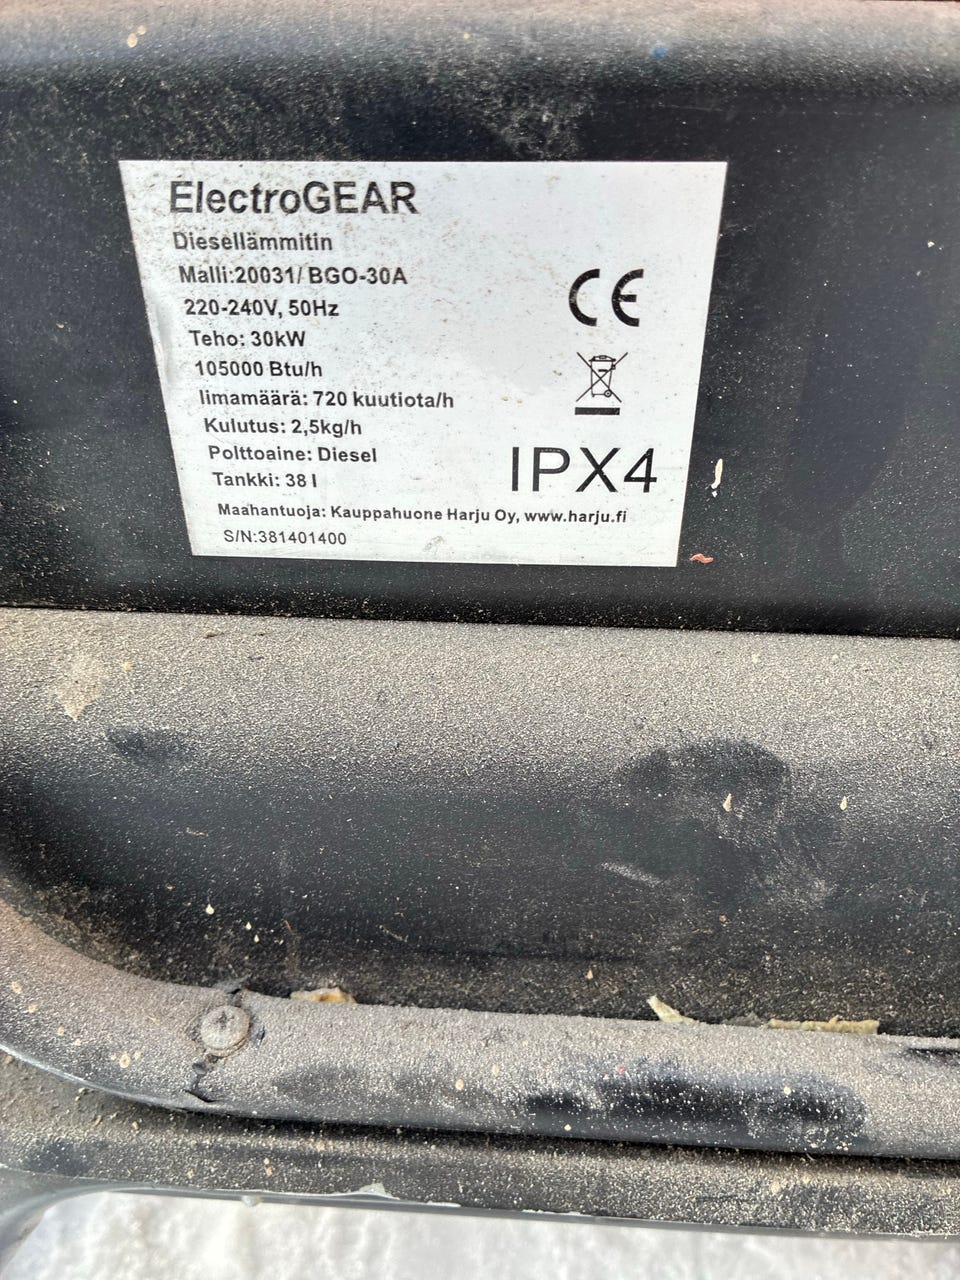 ElectroGEAR
Diesellämmitin
Malli:20031/ BGO-30A
220-240V, 50Hz
Teho: 30kW
105000 Btu/h
Iimamäärä: 720 kuutiota/h
Kulutus: 2,5kg/h
Polttoaine: Diesel
Tankki: 38 l
Maahantuoja: Kauppahuone Harju Oy, www.harju.fi
S/N:381401400
CE
IPX4